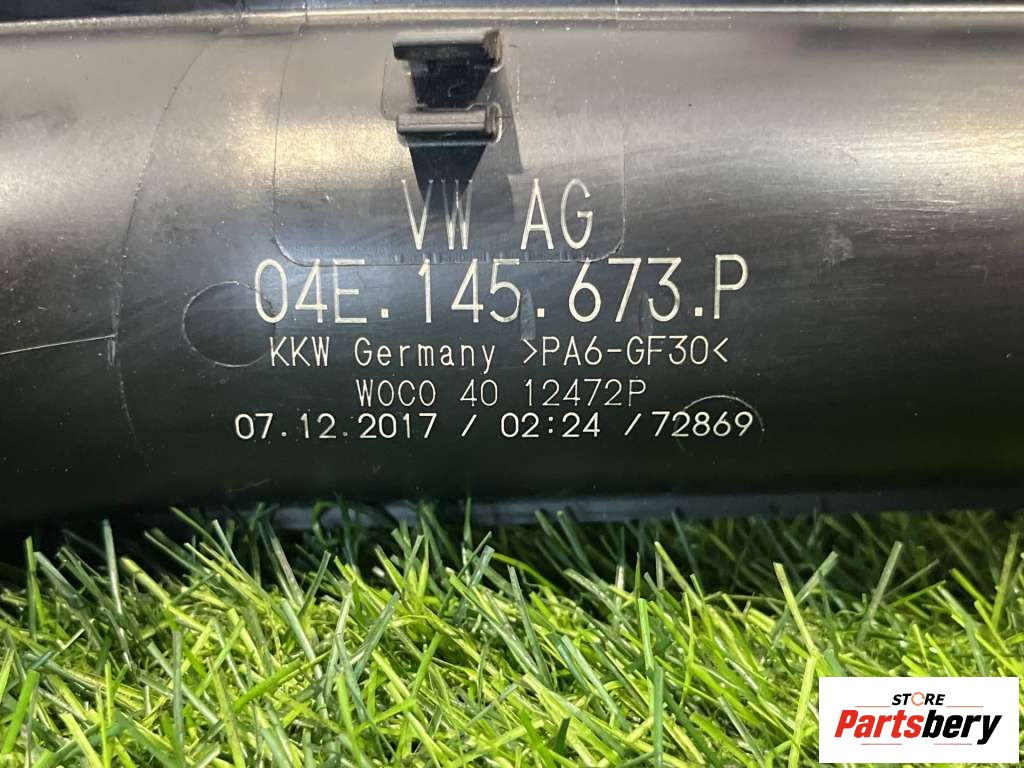 VW AG
04E.145.673.P
KKW Germany >PA6-GF30<
WOCO 40 12472P
07.12.2017 / 02:24 /72869
STORE
Partsbery